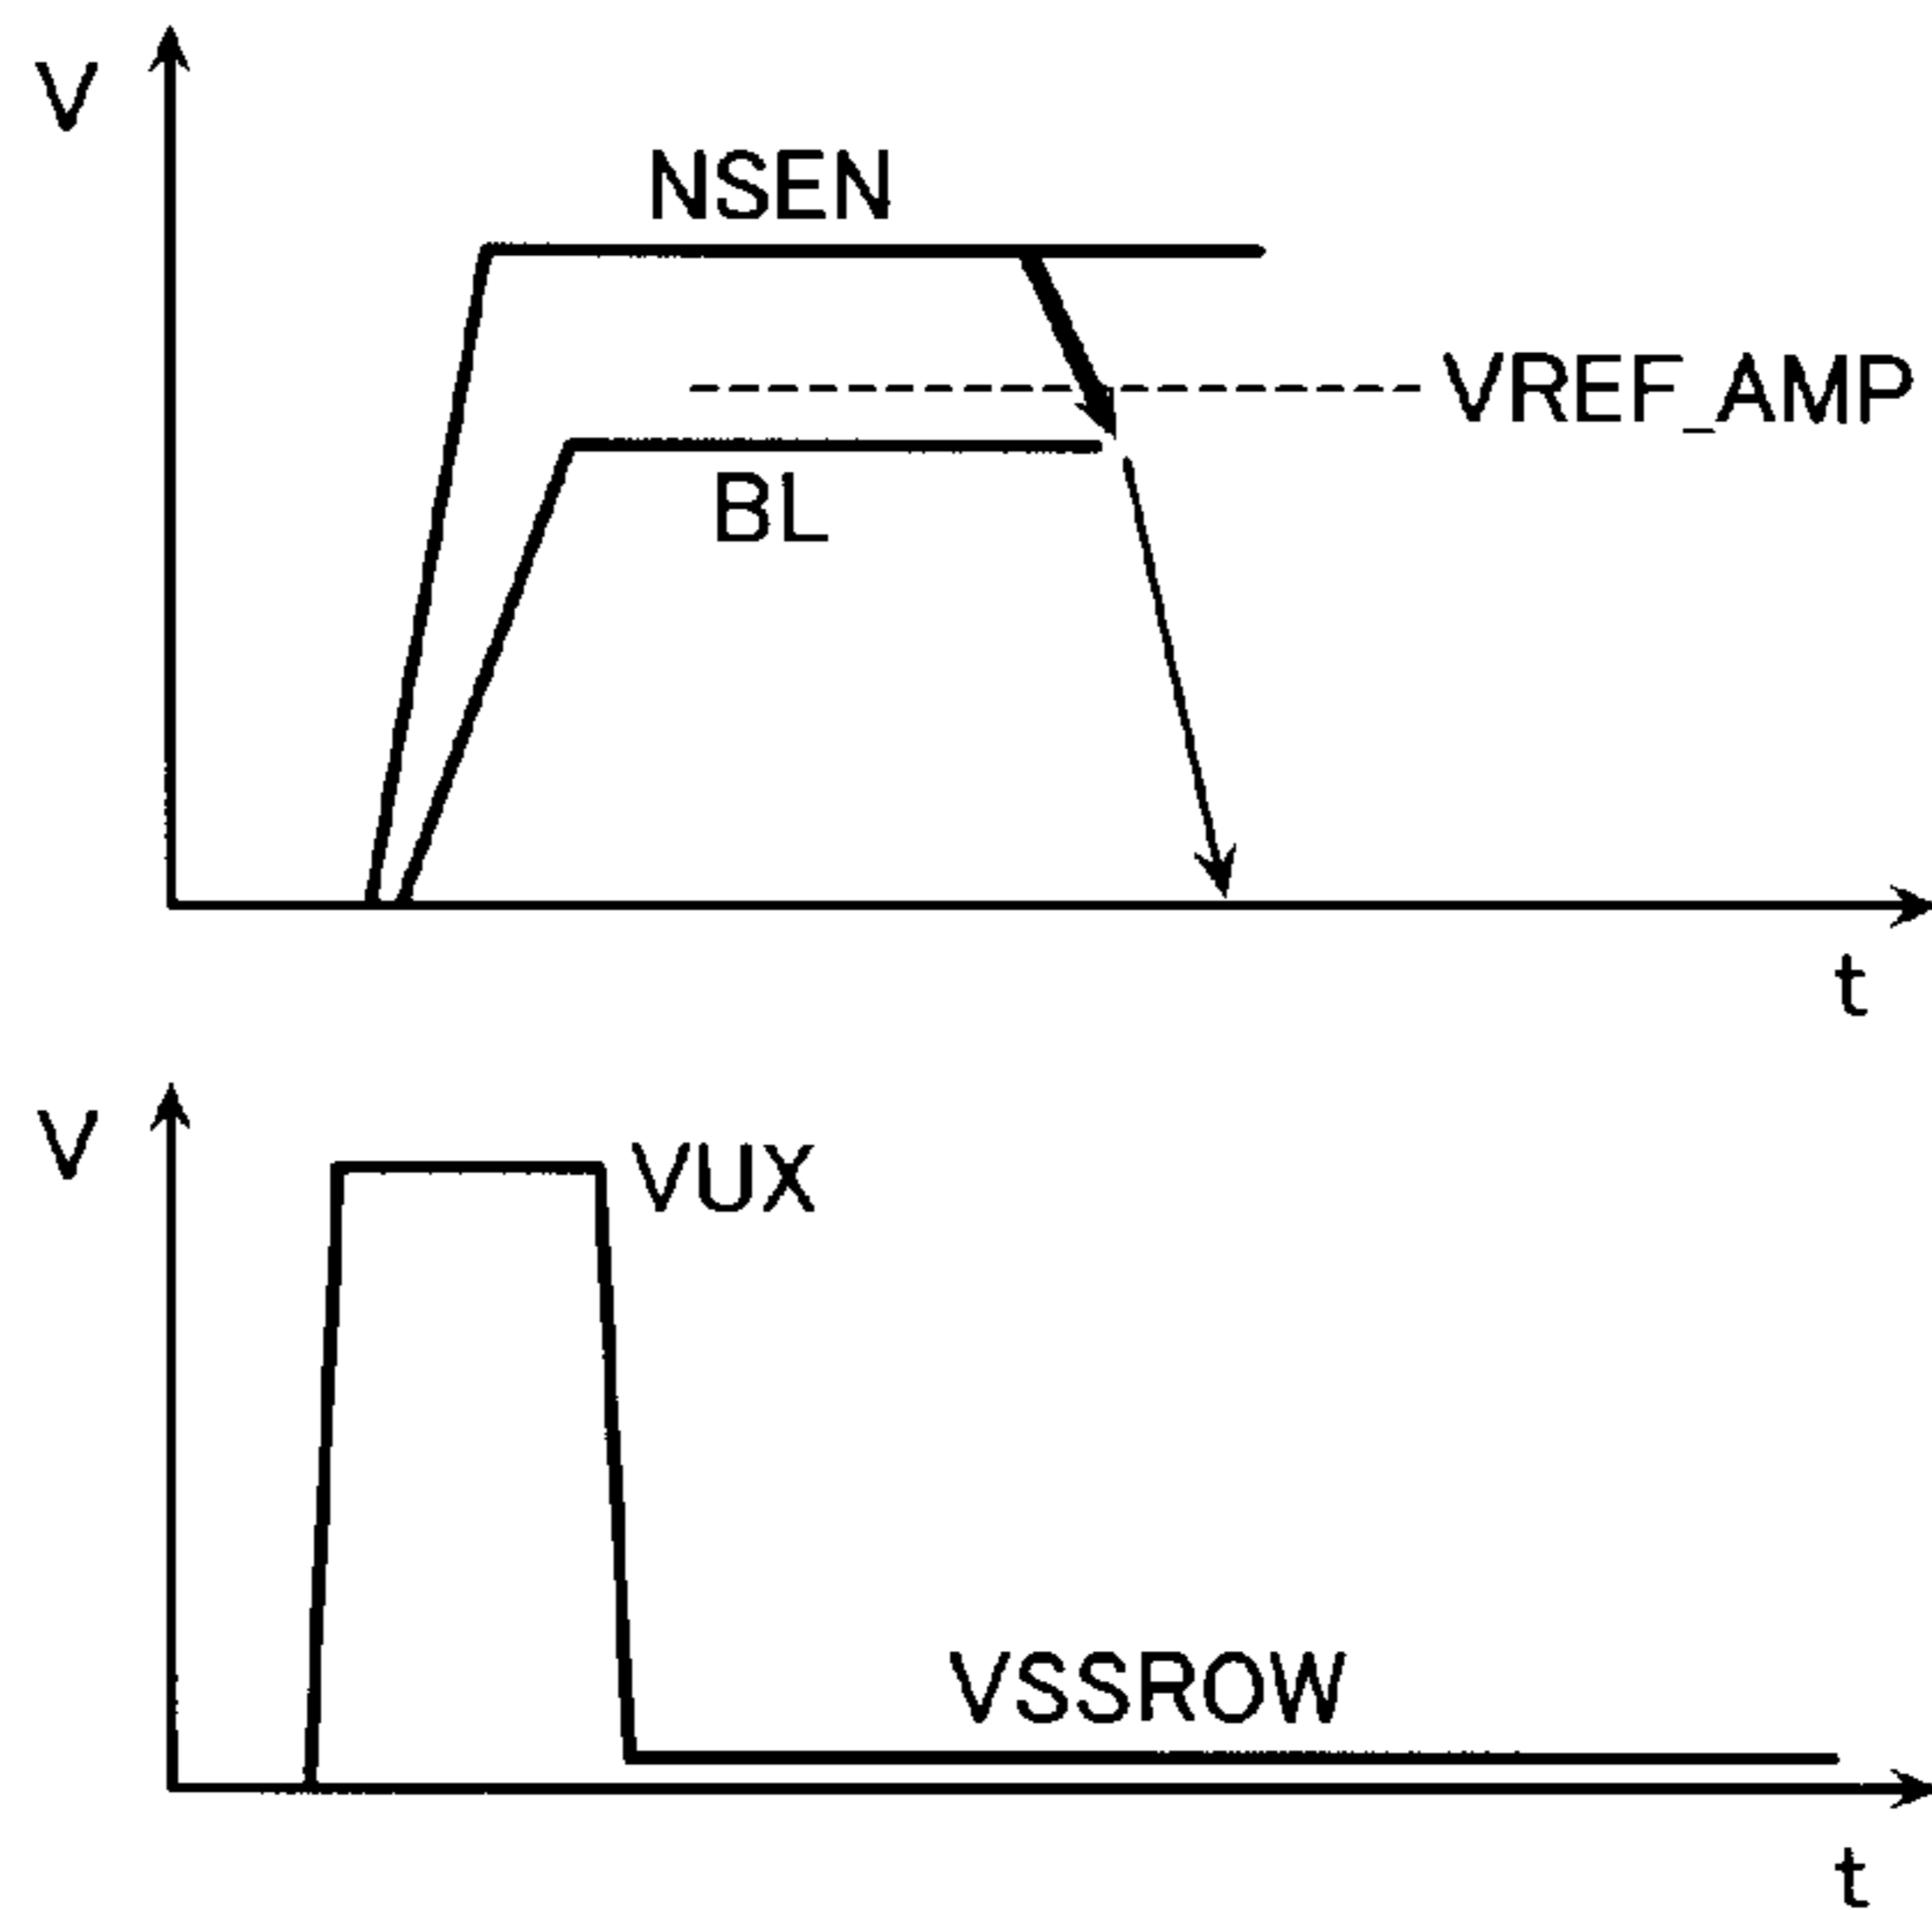 V
NSEN
VREF_AMP
BL
t
V
VUX
VSSROW
t